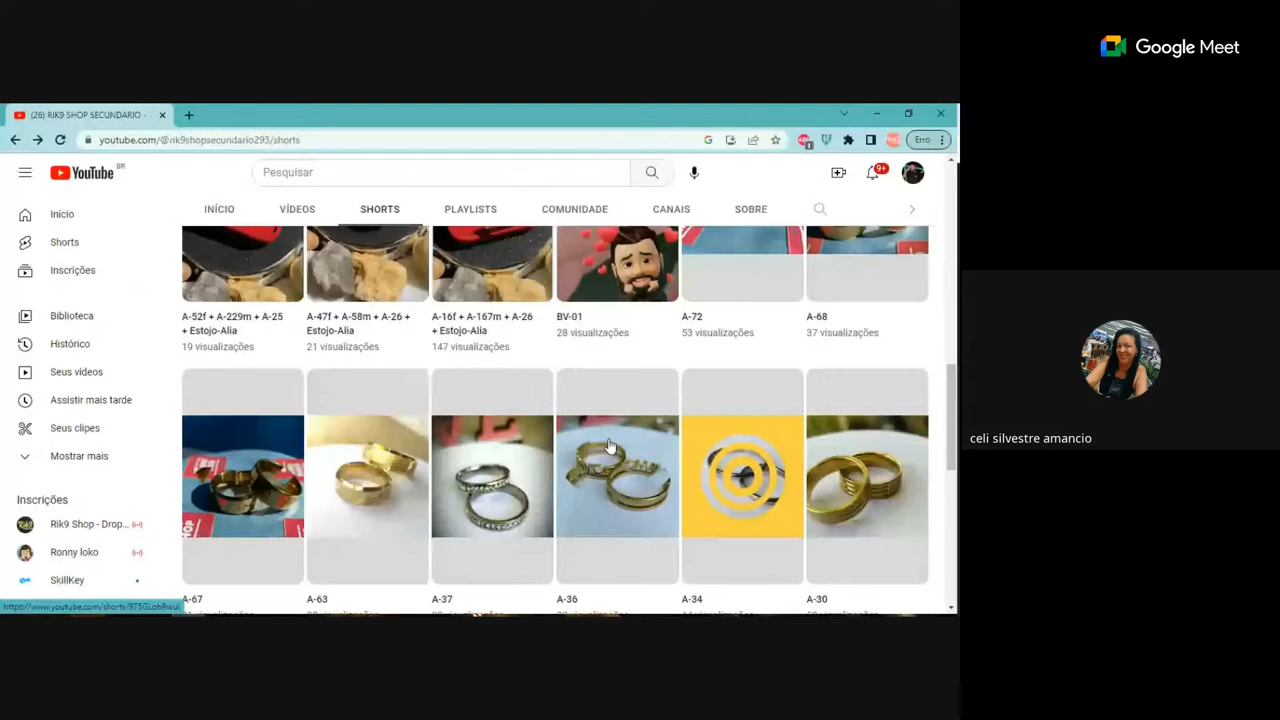 Google Meet
(26) RIK9 SHOP SECUNDARIO -
youtube.com/@rik9shopsecundario293/shorts
Erro
YouTube BR
Pesquisar
9+
INÍCIO VÍDEOS SHORTS PLAYLISTS COMUNIDADE CANAIS SOBRE
Início
Shorts
Inscrições
Biblioteca
Histórico
Seus vídeos
Assistir mais tarde
Seus clipes
Mostrar mais
Inscrições
Rik9 Shop - Drop...
Ronny loko
SkillKey
A-52f + A-229m + A-25
+ Estojo-Alia
19 visualizações
A-47f + A-58m + A-26 +
Estojo-Alia
21 visualizações
A-16f + A-167m + A-26
+ Estojo-Alia
147 visualizações
BV-01
28 visualizações
A-72
53 visualizações
A-68
37 visualizações
A-67
A-63
A-37
A-36
A-34
A-30
celi silvestre amancio